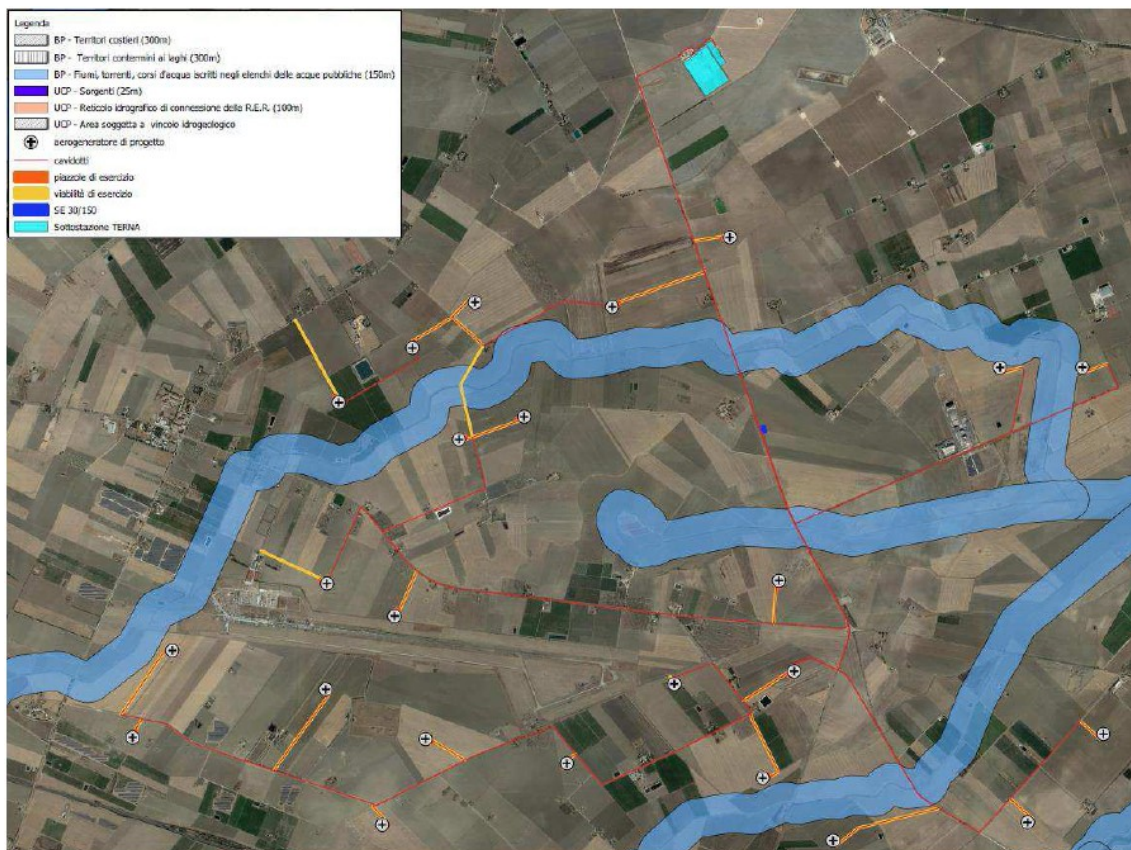 Legenda
BP - Territori costieri (300m)
BP - Territori contermini ai laghi (300m)
BP - Fiumi, torrenti, corsi d'acqua iscritti negli elenchi delle acque pubbliche (150m)
UCP - Sorgenti (25m)
UCP - Reticolo idrografico di connessione della R.E.R. (100m)
UCP - Area soggetta a vincolo idrogeologico
aerogeneratore di progetto
cavidotti
piazzole di esercizio
viabilità di esercizio
SE 30/150
Sottostazione TERNA